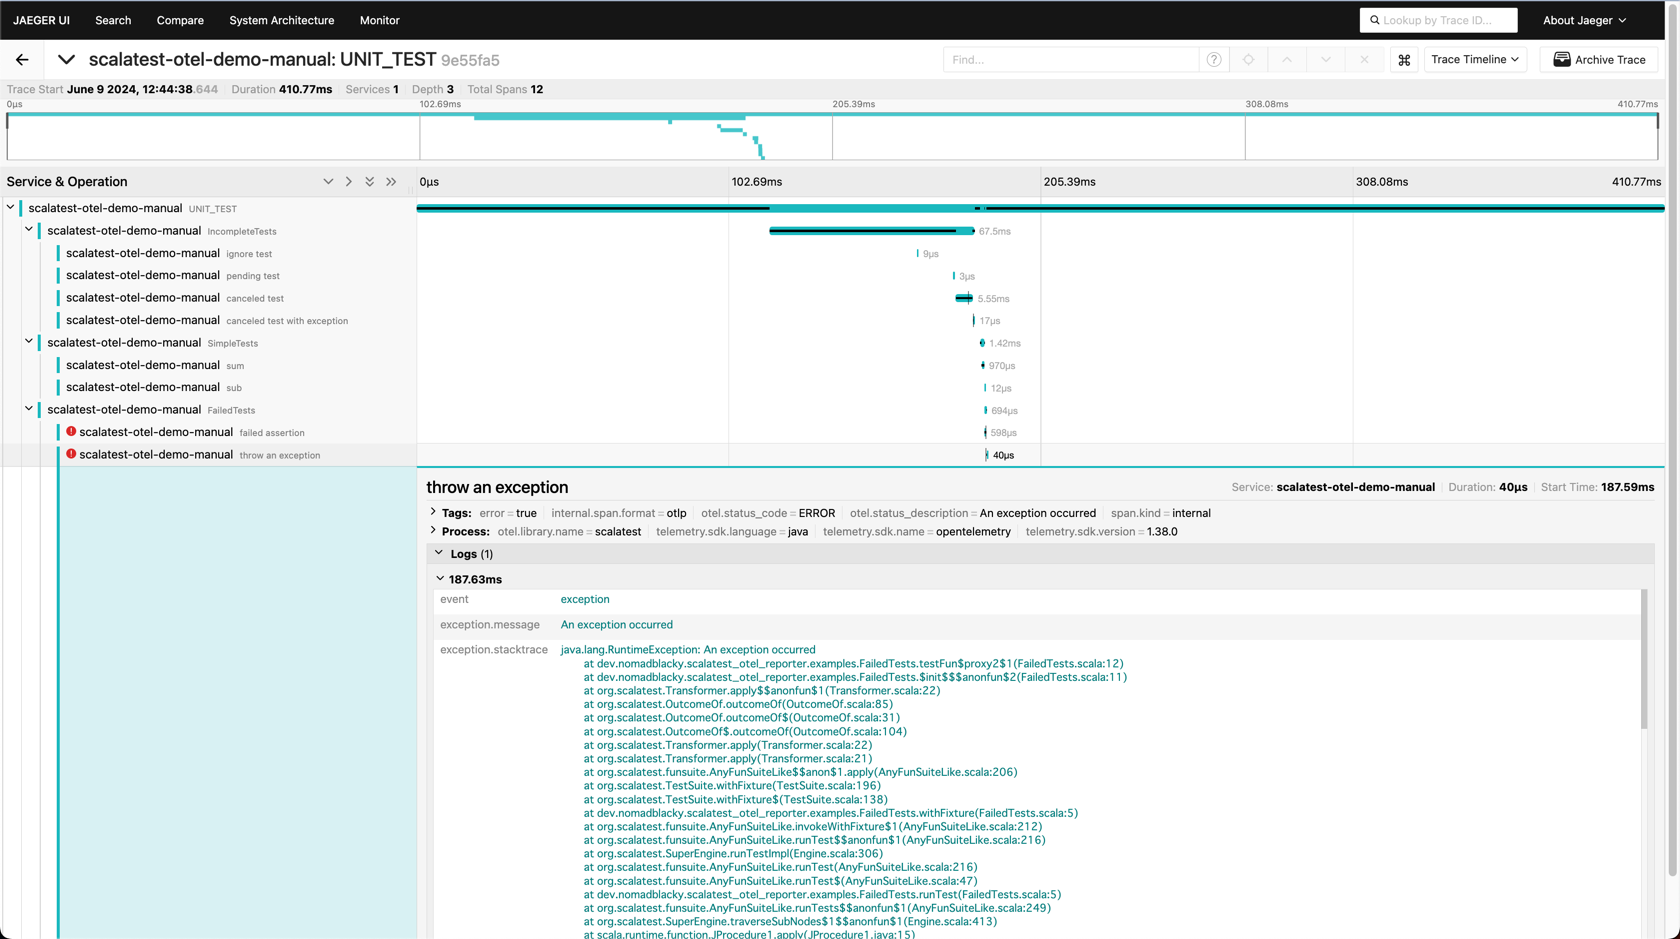 JAEGER UI Search Compare System Architecture Monitor Lookup by Trace ID... About Jaeger
scalatest-otel-demo-manual: UNIT_TEST 9e55fa5 Find... Trace Timeline Archive Trace
Trace Start June 9 2024, 12:44:38.644 Duration 410.77ms Services 1 Depth 3 Total Spans 12
0μs 102.69ms 205.39ms 308.08ms 410.77ms
Service & Operation 0μs 102.69ms 205.39ms 308.08ms 410.77ms
scalatest-otel-demo-manual UNIT_TEST
scalatest-otel-demo-manual IncompleteTests 67.5ms
scalatest-otel-demo-manual ignore test 9μs
scalatest-otel-demo-manual pending test 3μs
scalatest-otel-demo-manual canceled test 5.55ms
scalatest-otel-demo-manual canceled test with exception 17μs
scalatest-otel-demo-manual SimpleTests 1.42ms
scalatest-otel-demo-manual sum 970μs
scalatest-otel-demo-manual sub 12μs
scalatest-otel-demo-manual FailedTests 694μs
scalatest-otel-demo-manual failed assertion 598μs
scalatest-otel-demo-manual throw an exception 40μs
throw an exception Service: scalatest-otel-demo-manual Duration: 40μs Start Time: 187.59ms
Tags: error = true internal.span.format = otlp otel.status_code = ERROR otel.status_description = An exception occurred span.kind = internal
Process: otel.library.name = scalatest telemetry.sdk.language = java telemetry.sdk.name = opentelemetry telemetry.sdk.version = 1.38.0
Logs (1)
187.63ms
event exception
exception.message An exception occurred
exception.stacktrace java.lang.RuntimeException: An exception occurred
at dev.nomadblacky.scalatest_otel_reporter.examples.FailedTests.testFun$proxy2$1(FailedTests.scala:12)
at dev.nomadblacky.scalatest_otel_reporter.examples.FailedTests.$init$$$anonfun$2(FailedTests.scala:11)
at org.scalatest.Transformer.apply$$anonfun$1(Transformer.scala:22)
at org.scalatest.OutcomeOf.outcomeOf(OutcomeOf.scala:85)
at org.scalatest.OutcomeOf.outcomeOf$(OutcomeOf.scala:31)
at org.scalatest.OutcomeOf$.outcomeOf(OutcomeOf.scala:104)
at org.scalatest.Transformer.apply(Transformer.scala:22)
at org.scalatest.Transformer.apply(Transformer.scala:21)
at org.scalatest.funsuite.AnyFunSuiteLike$$anon$1.apply(AnyFunSuiteLike.scala:206)
at org.scalatest.TestSuite.withFixture(TestSuite.scala:196)
at org.scalatest.TestSuite.withFixture$(TestSuite.scala:138)
at dev.nomadblacky.scalatest_otel_reporter.examples.FailedTests.withFixture(FailedTests.scala:5)
at org.scalatest.funsuite.AnyFunSuiteLike.invokeWithFixture$1(AnyFunSuiteLike.scala:212)
at org.scalatest.funsuite.AnyFunSuiteLike.runTest$$anonfun$1(AnyFunSuiteLike.scala:216)
at org.scalatest.SuperEngine.runTestImpl(Engine.scala:306)
at org.scalatest.funsuite.AnyFunSuiteLike.runTest(AnyFunSuiteLike.scala:216)
at org.scalatest.funsuite.AnyFunSuiteLike.runTest$(AnyFunSuiteLike.scala:47)
at dev.nomadblacky.scalatest_otel_reporter.examples.FailedTests.runTest(FailedTests.scala:5)
at org.scalatest.funsuite.AnyFunSuiteLike.runTests$$anonfun$1(AnyFunSuiteLike.scala:249)
at org.scalatest.SuperEngine.traverseSubNodes$1$$anonfun$1(Engine.scala:413)
at scala.runtime.function.JProcedure1.apply(JProcedure1.java:15)